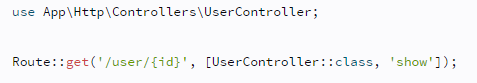 use App\Http\Controllers\UserController;
Route::get('/user/{id}', [UserController::class, 'show']);